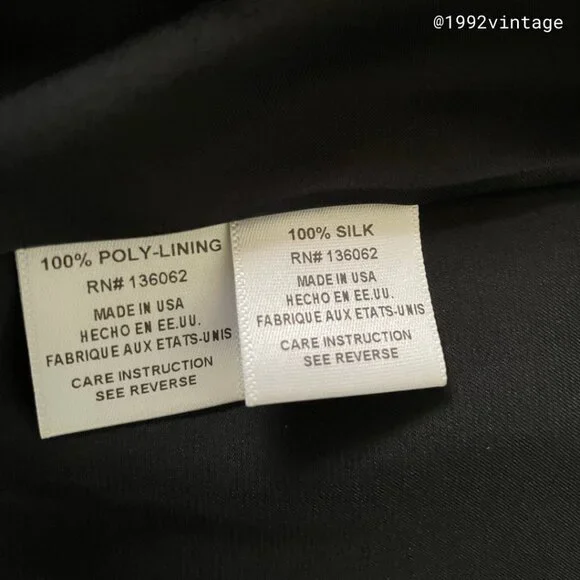 @1992vintage
100% POLY-LINING
RN# 136062
MADE IN USA
HECHO EN EE.UU.
FABRIQUE AUX ETATS-UNIS
CARE INSTRUCTION
SEE REVERSE
100% SILK
RN# 136062
MADE IN USA
HECHO EN EE.UU.
FABRIQUE AUX ETATS-UNIS
CARE INSTRUCTION
SEE REVERSE